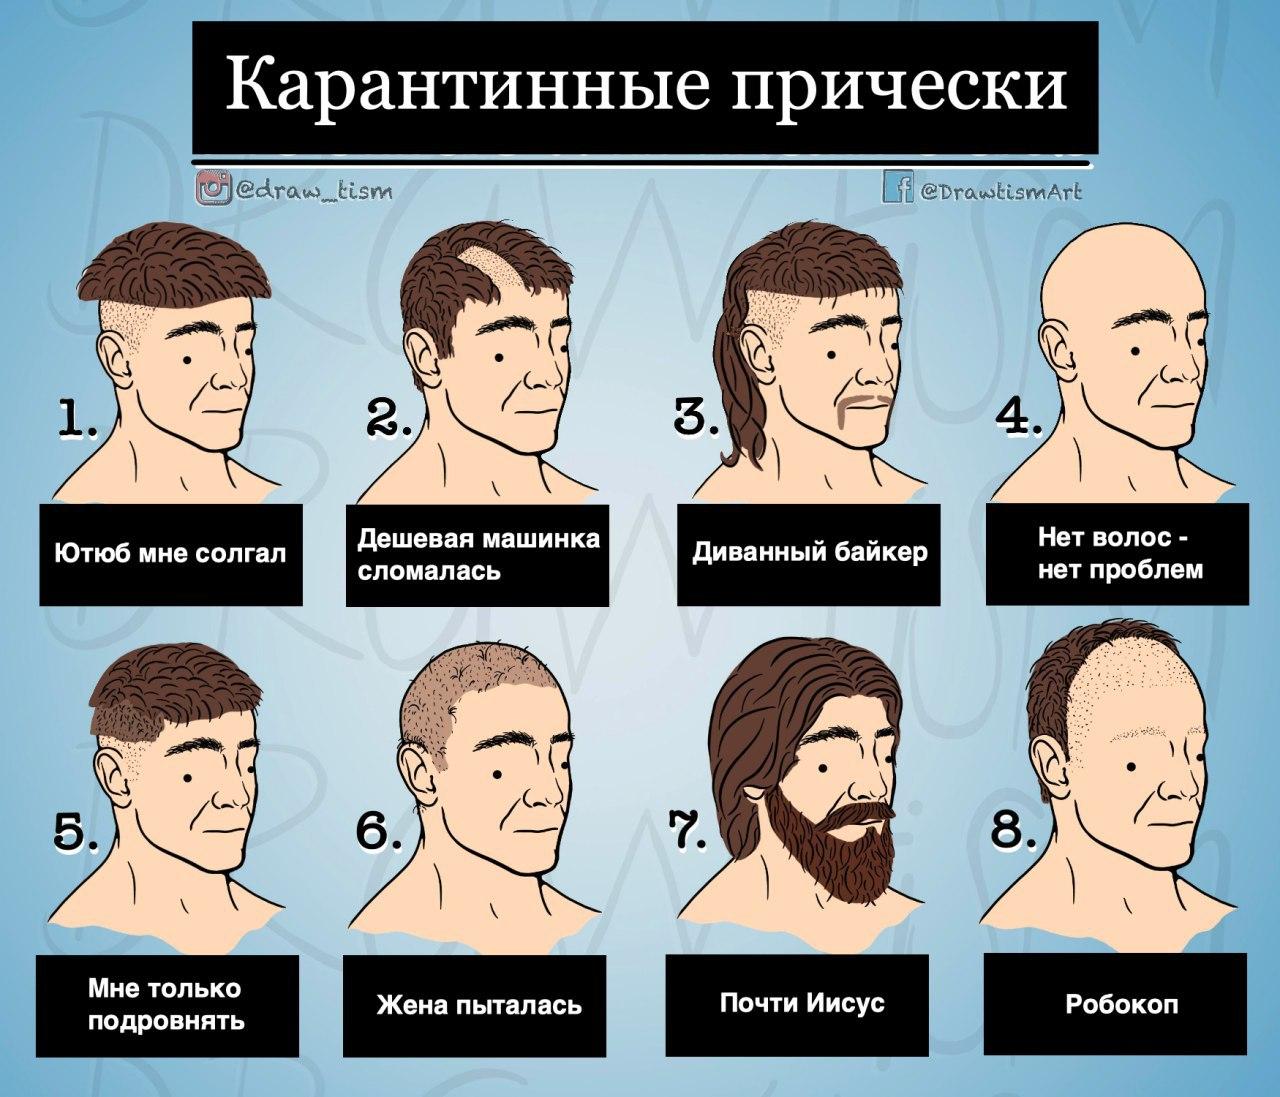 Карантинные прически
@draw_tism
@DrawtismArt
1.
2.
3.
4.
Ютюб мне солгал
Дешевая машинка
сломалась
Диванный байкер
Нет волос -
нет проблем
5.
6.
7.
8.
Мне только
подровнять
Жена пыталась
Почти Иисус
Робокоп